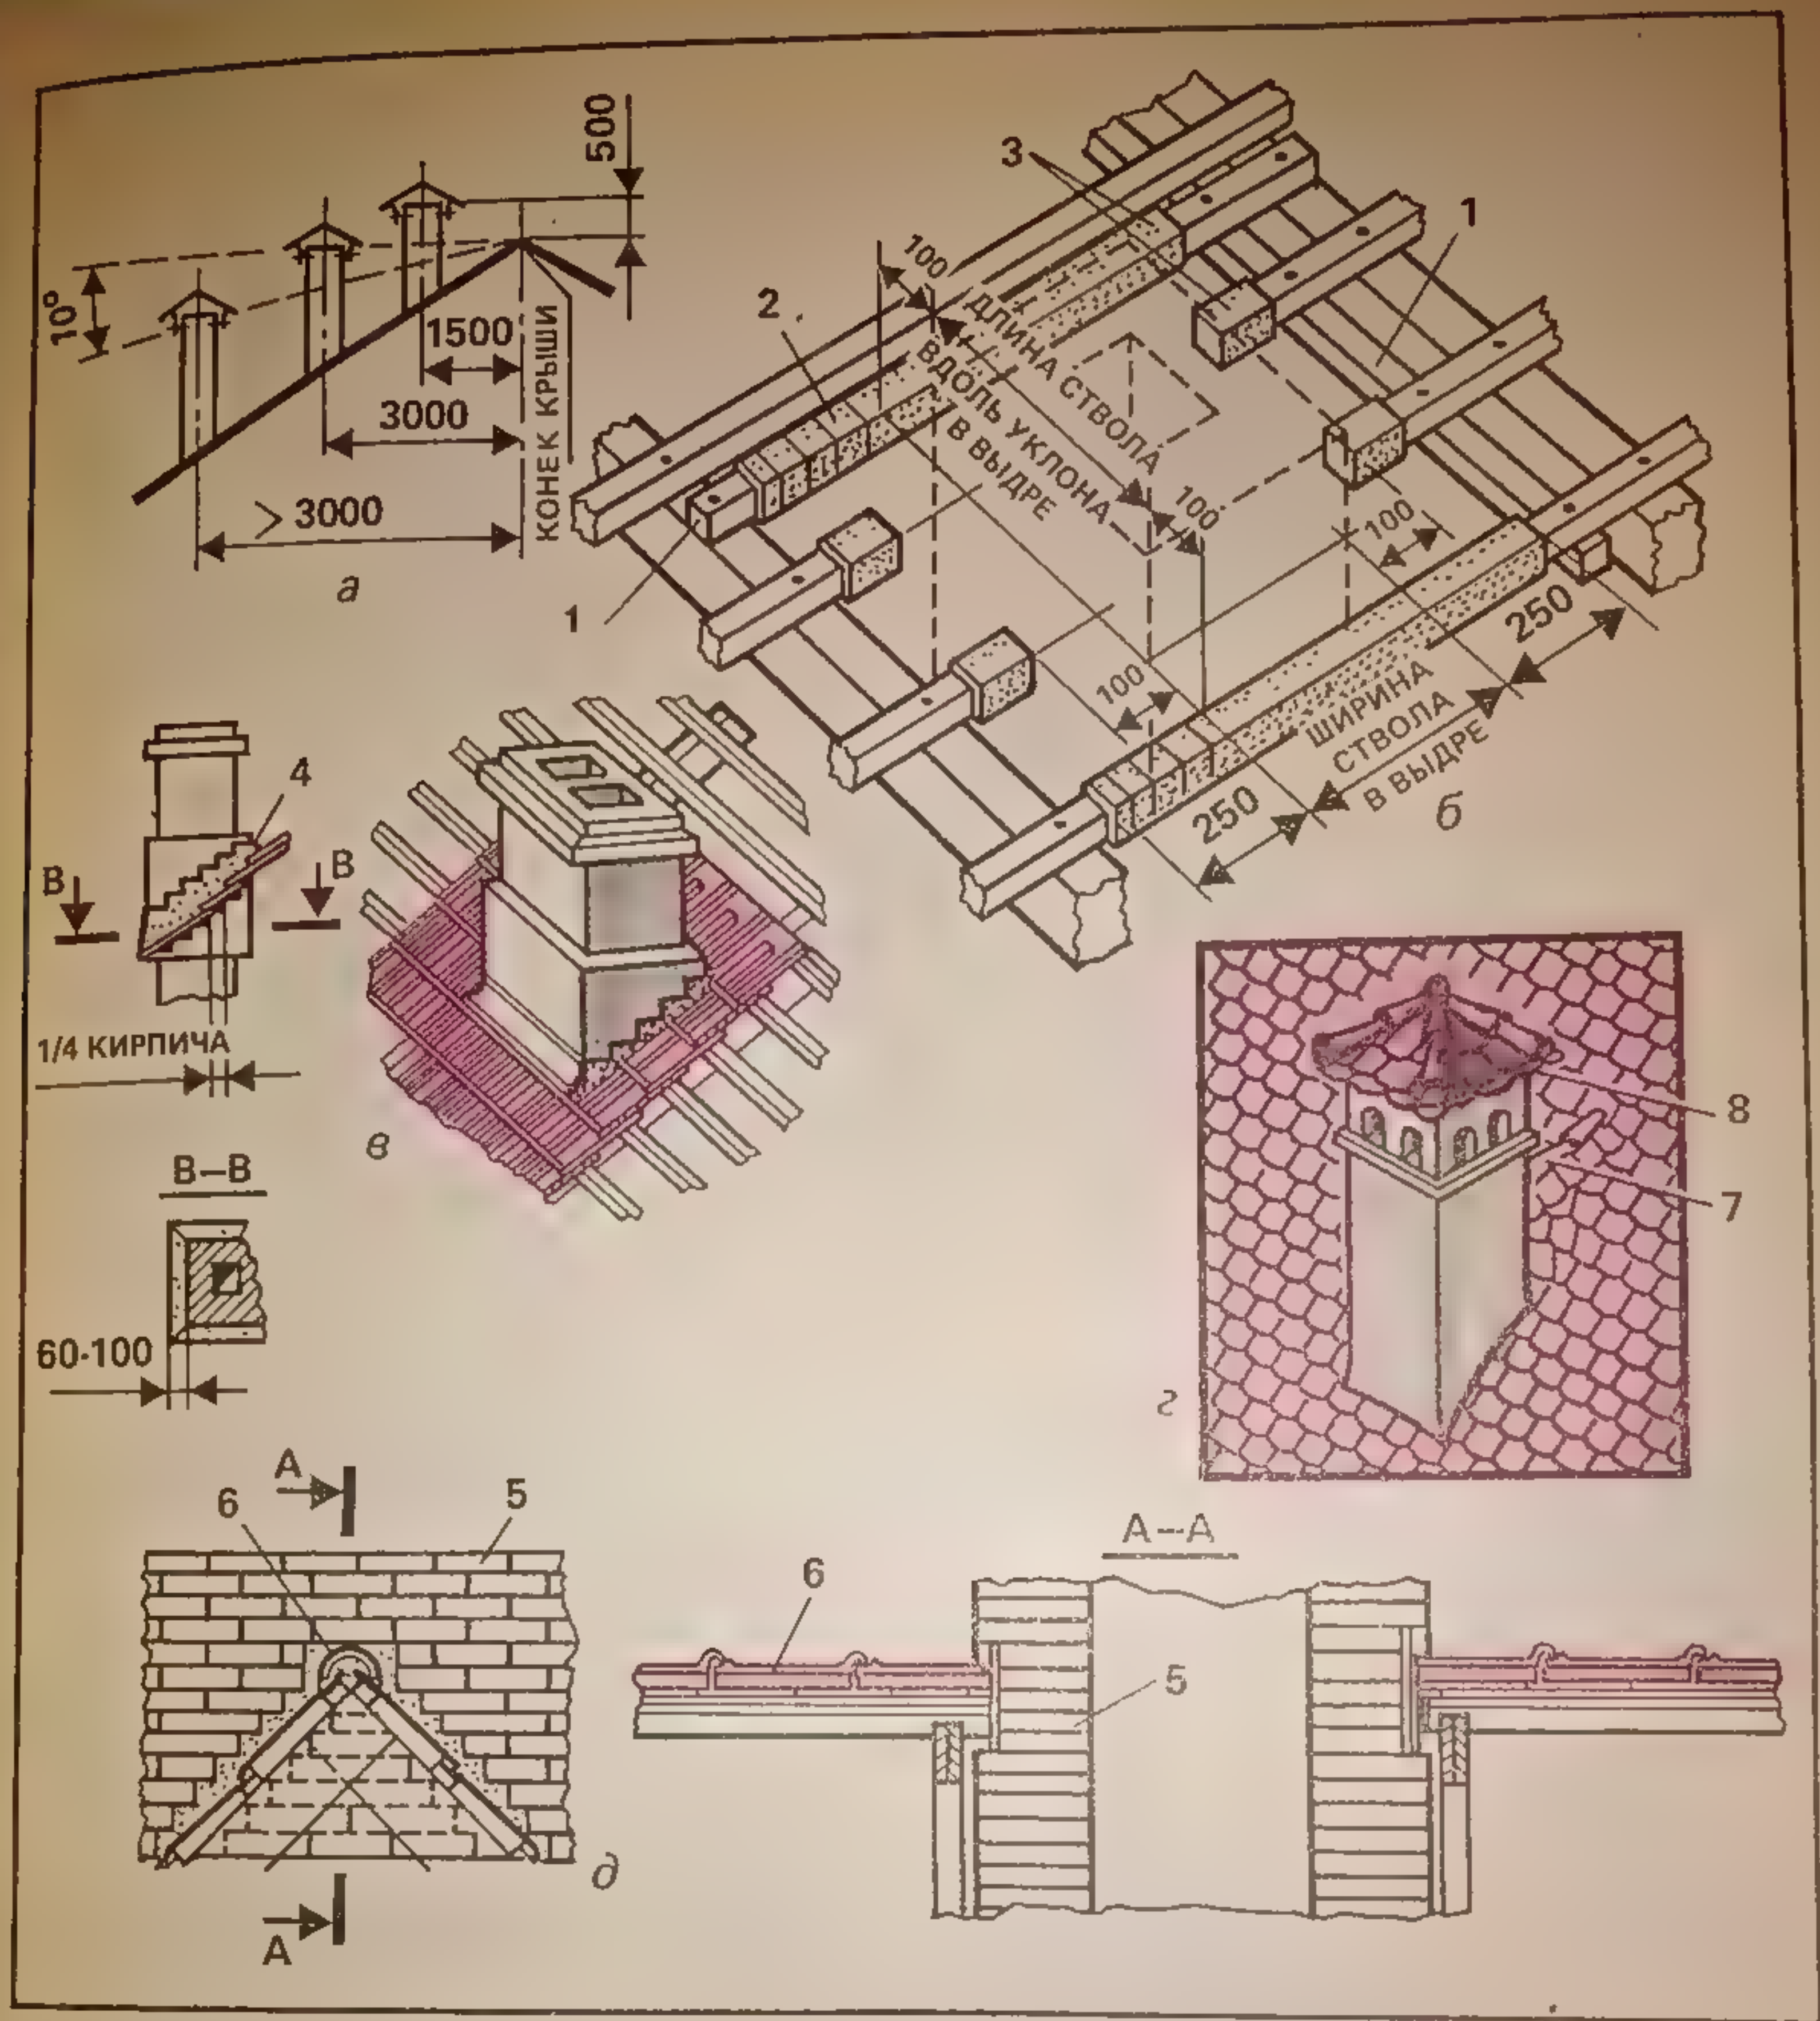 500
10°
1500
3000
> 3000
КОНЕК КРЫШИ
а
3
1
2
100
ДЛИНА СТВОЛА
ВДОЛЬ УКЛОНА
В ВЫДРЕ
100
100
1
100
250
ШИРИНА
СТВОЛА
В ВЫДРЕ
250
б
4
В
В
1/4 КИРПИЧА
в
В–В
60·100
8
7
г
А
6
5
А
д
А–А
6
5